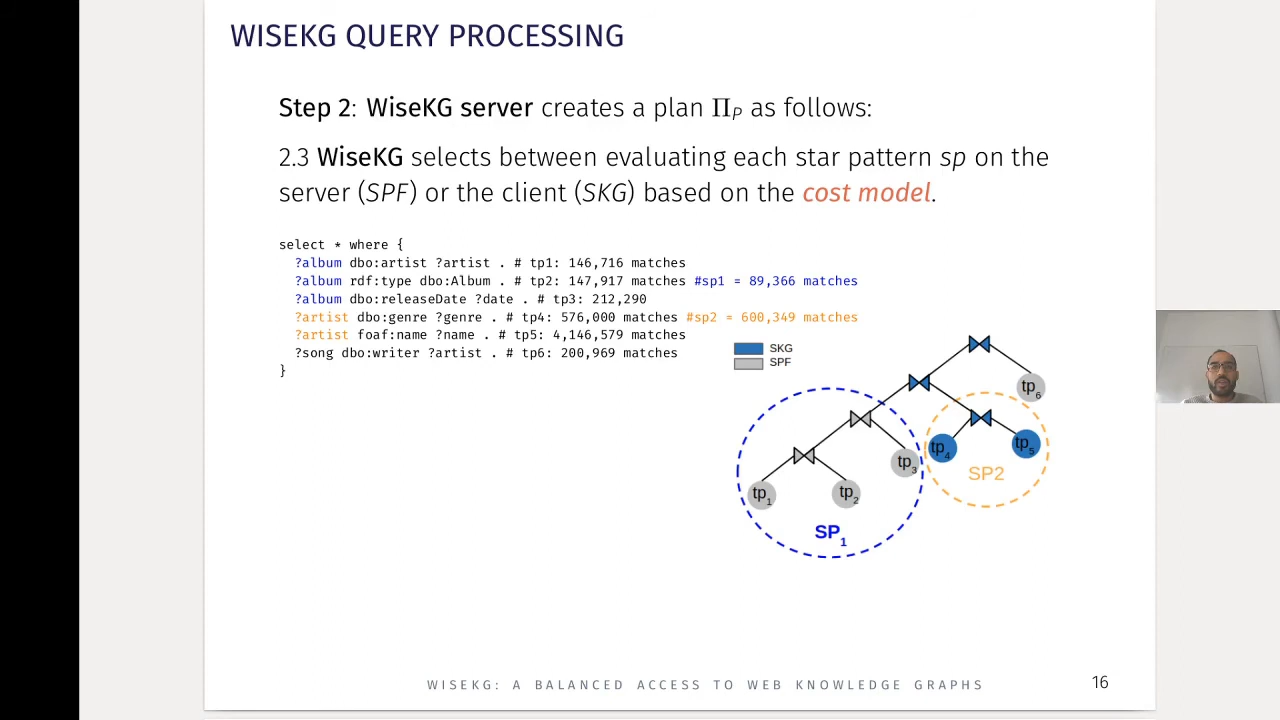 WISEKG QUERY PROCESSING
Step 2: WiseKG server creates a plan Π_P as follows:
2.3 WiseKG selects between evaluating each star pattern sp on the
server (SPF) or the client (SKG) based on the cost model.
select * where {
?album dbo:artist ?artist . # tp1: 146,716 matches
?album rdf:type dbo:Album . # tp2: 147,917 matches #sp1 = 89,366 matches
?album dbo:releaseDate ?date . # tp3: 212,290
?artist dbo:genre ?genre . # tp4: 576,000 matches #sp2 = 600,349 matches
?artist foaf:name ?name . # tp5: 4,146,579 matches
?song dbo:writer ?artist . # tp6: 200,969 matches
}
SKG
SPF
tp6
tp4
tp5
tp3
SP2
tp1
tp2
SP1
WISEKG: A BALANCED ACCESS TO WEB KNOWLEDGE GRAPHS
16